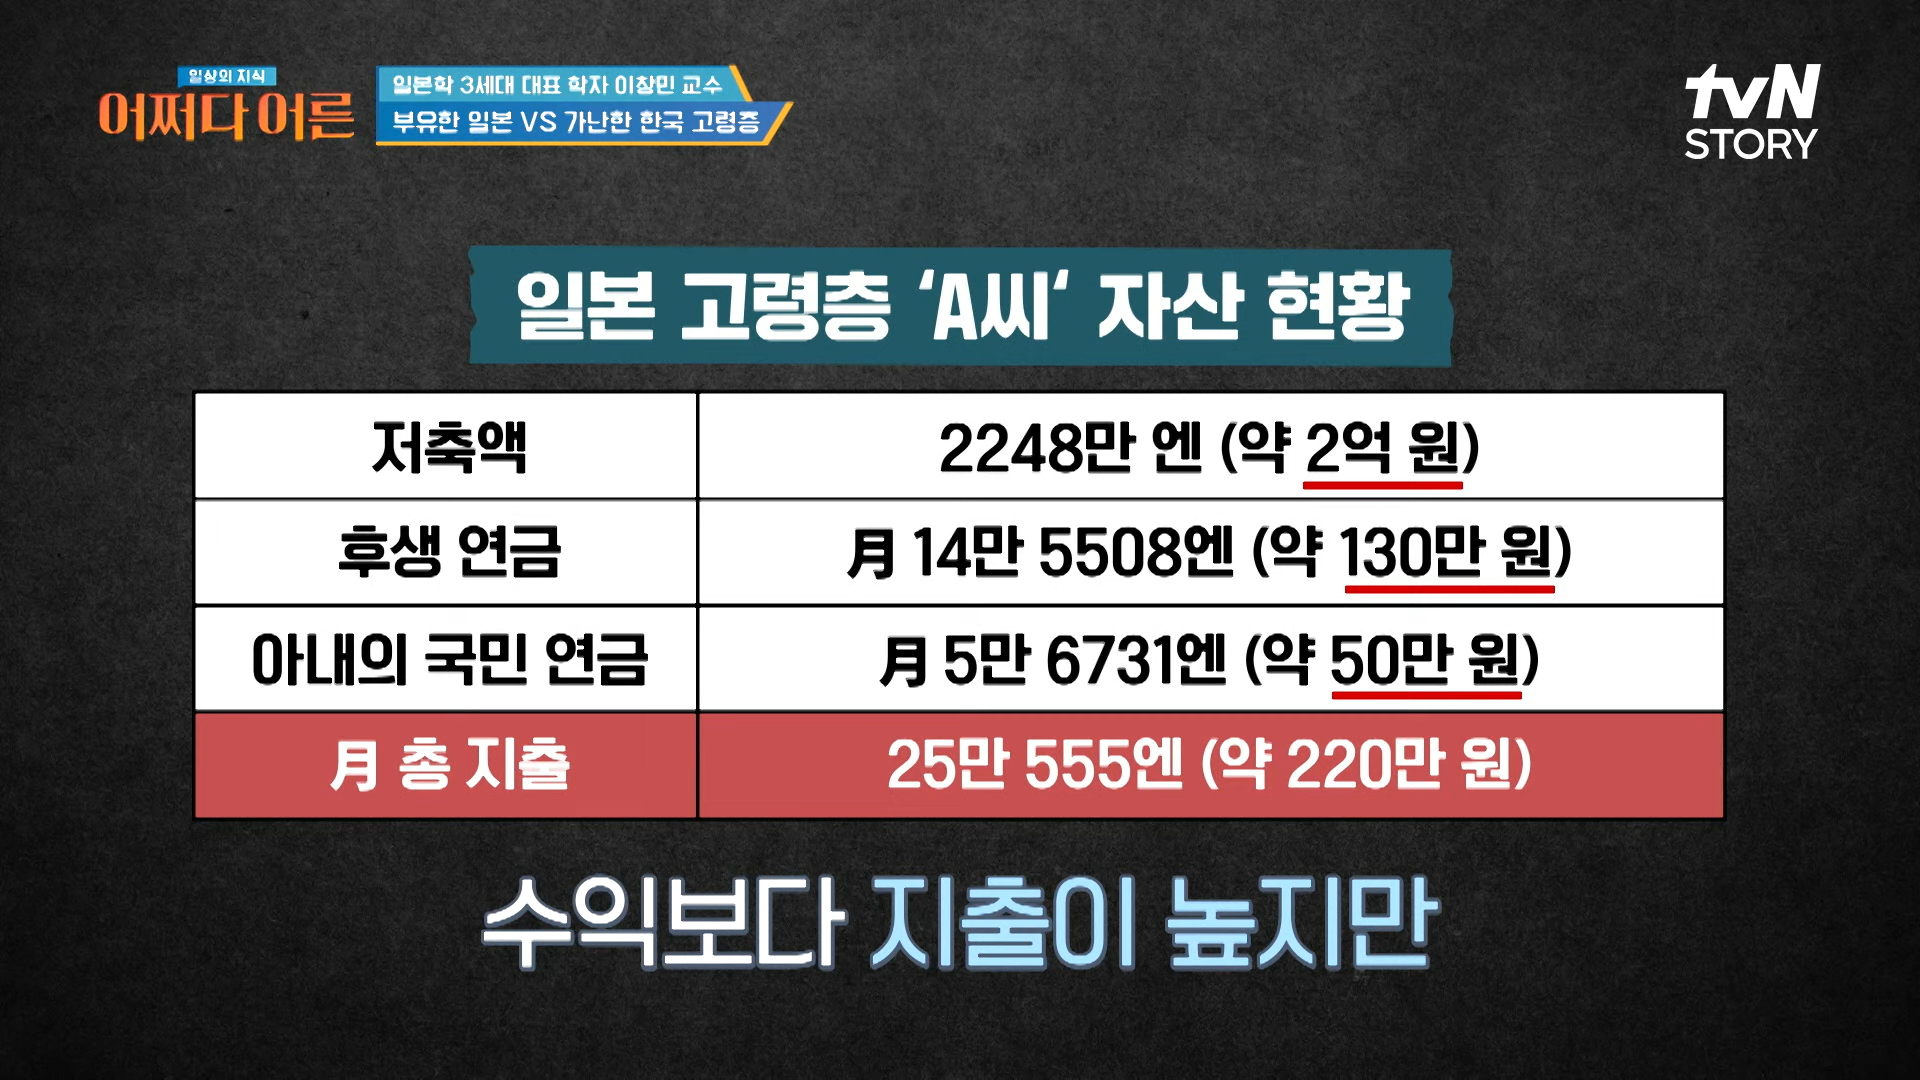 일상의 지식
어쩌다 어른
일본학 3세대 대표 학자 이창민 교수
부유한 일본 VS 가난한 한국 고령층
tvN
STORY
일본 고령층 ‘A씨‘ 자산 현황
저축액 2248만 엔 (약 2억 원)
후생 연금 月 14만 5508엔 (약 130만 원)
아내의 국민 연금 月 5만 6731엔 (약 50만 원)
月 총 지출 25만 555엔 (약 220만 원)
수익보다 지출이 높지만